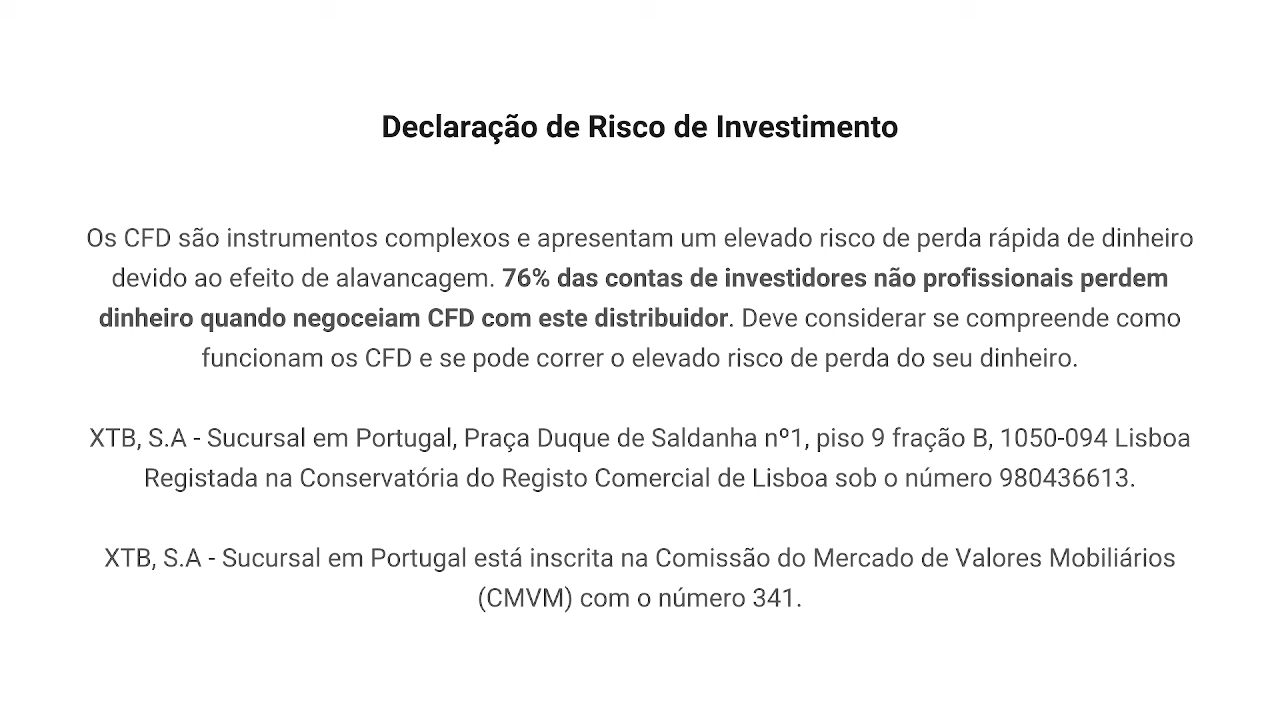 Declaração de Risco de Investimento
Os CFD são instrumentos complexos e apresentam um elevado risco de perda rápida de dinheiro
devido ao efeito de alavancagem. 76% das contas de investidores não profissionais perdem
dinheiro quando negoceiam CFD com este distribuidor. Deve considerar se compreende como
funcionam os CFD e se pode correr o elevado risco de perda do seu dinheiro.
XTB, S.A - Sucursal em Portugal, Praça Duque de Saldanha nº1, piso 9 fração B, 1050-094 Lisboa
Registada na Conservatória do Registo Comercial de Lisboa sob o número 980436613.
XTB, S.A - Sucursal em Portugal está inscrita na Comissão do Mercado de Valores Mobiliários
(CMVM) com o número 341.